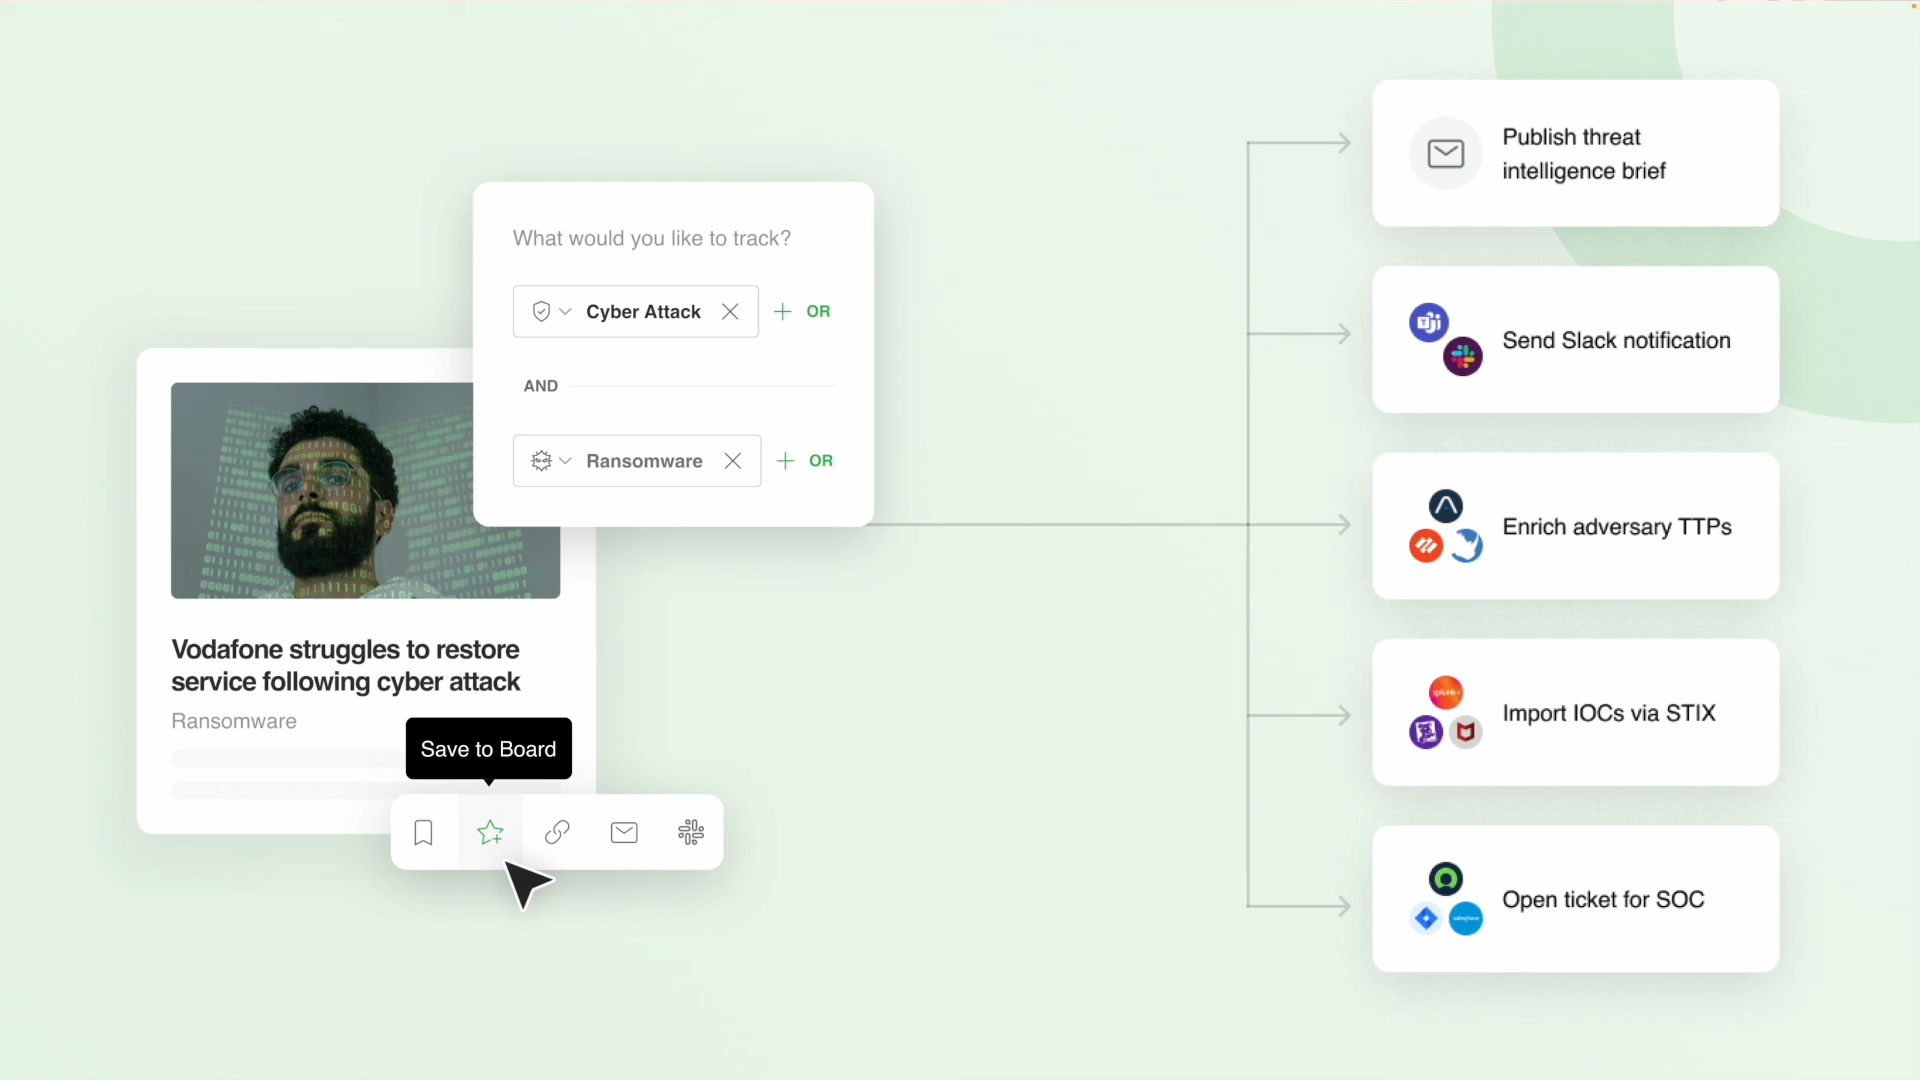 What would you like to track?
Cyber Attack
OR
AND
Ransomware
OR
Vodafone struggles to restore
service following cyber attack
Ransomware
Save to Board
Publish threat
intelligence brief
Send Slack notification
Enrich adversary TTPs
splunk>
Import IOCs via STIX
salesforce
Open ticket for SOC